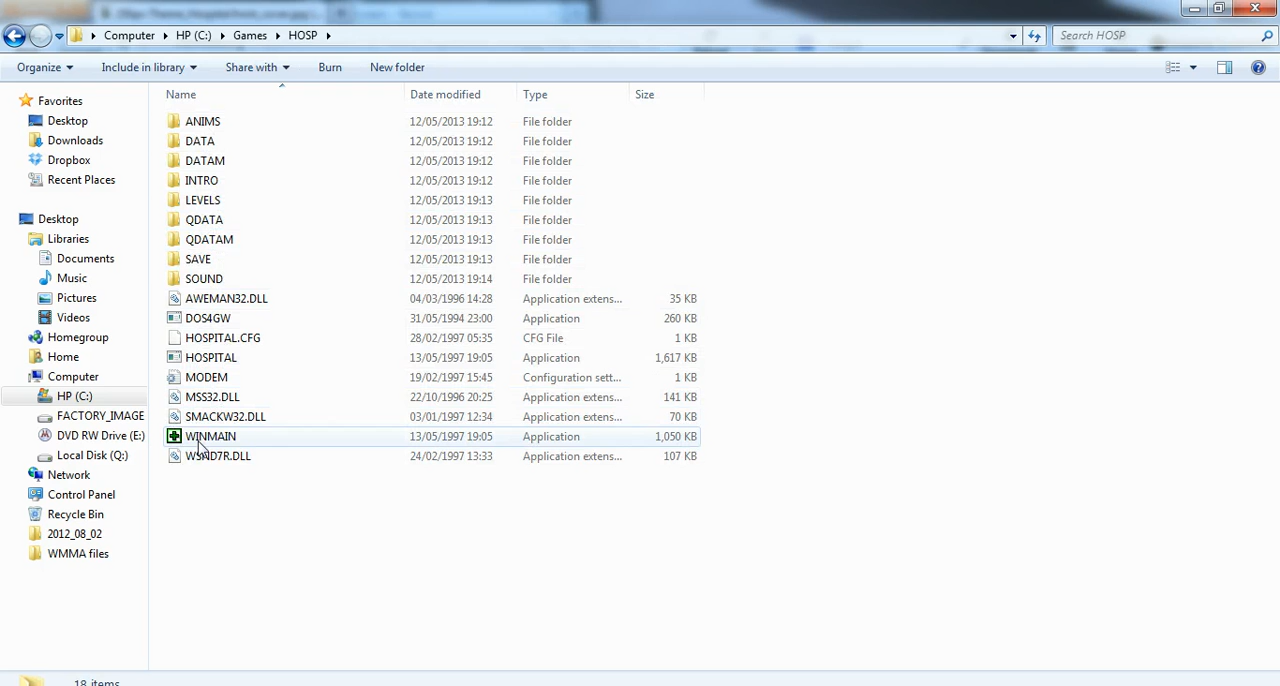 Computer HP (C:) Games HOSP Search HOSP
Organize Include in library Share with Burn New folder
Name Date modified Type Size
Favorites
Desktop
Downloads
Dropbox
Recent Places
Desktop
Libraries
Documents
Music
Pictures
Videos
Homegroup
Home
Computer
HP (C:)
FACTORY_IMAGE
DVD RW Drive (E:)
Local Disk (Q:)
Network
Control Panel
Recycle Bin
2012_08_02
WMMA files
ANIMS 12/05/2013 19:12 File folder
DATA 12/05/2013 19:12 File folder
DATAM 12/05/2013 19:12 File folder
INTRO 12/05/2013 19:12 File folder
LEVELS 12/05/2013 19:13 File folder
QDATA 12/05/2013 19:13 File folder
QDATAM 12/05/2013 19:13 File folder
SAVE 12/05/2013 19:13 File folder
SOUND 12/05/2013 19:14 File folder
AWEMAN32.DLL 04/03/1996 14:28 Application extens... 35 KB
DOS4GW 31/05/1994 23:00 Application 260 KB
HOSPITAL.CFG 28/02/1997 05:35 CFG File 1 KB
HOSPITAL 13/05/1997 19:05 Application 1,617 KB
MODEM 19/02/1997 15:45 Configuration sett... 1 KB
MSS32.DLL 22/10/1996 20:25 Application extens... 141 KB
SMACKW32.DLL 03/01/1997 12:34 Application extens... 70 KB
WINMAIN 13/05/1997 19:05 Application 1,050 KB
WSND7R.DLL 24/02/1997 13:33 Application extens... 107 KB
18 items